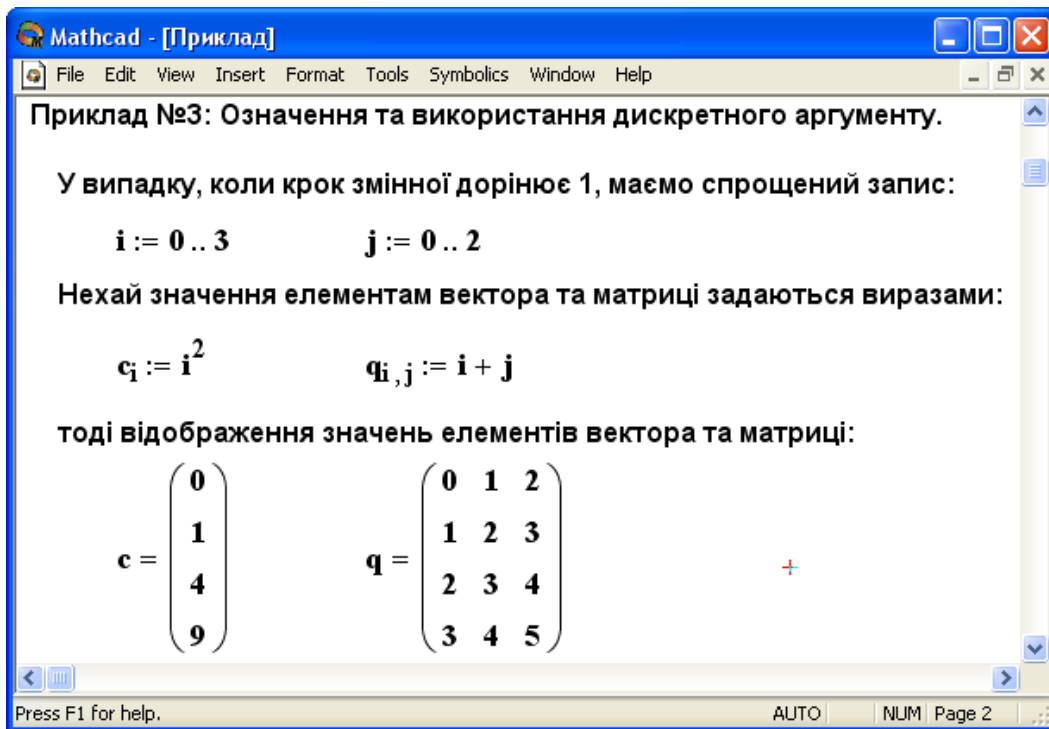 Mathcad - [Приклад]
File Edit View Insert Format Tools Symbolics Window Help
Приклад №3: Означення та використання дискретного аргументу.
У випадку, коли крок змінної дорінює 1, маємо спрощений запис:
i := 0 .. 3 j := 0 .. 2
Нехай значення елементам вектора та матриці задаються виразами:
c_i := i^2 q_{i,j} := i + j
тоді відображення значень елементів вектора та матриці:
0 0 1 2
1 1 2 3
c = q =
4 2 3 4
9 3 4 5
Press F1 for help. AUTO NUM Page 2